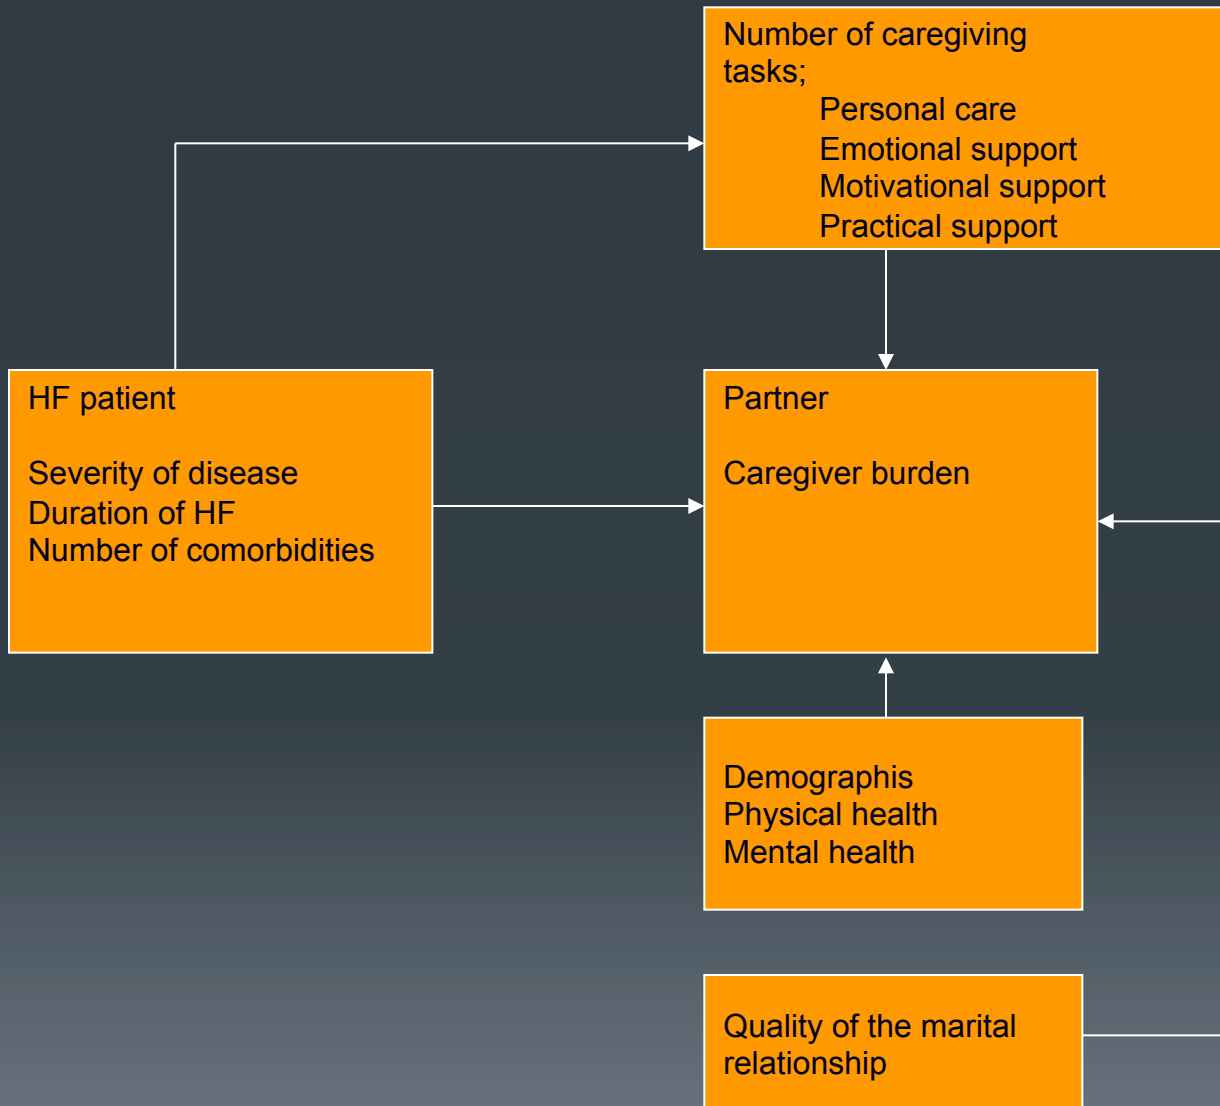 Number of caregiving
tasks;
Personal care
Emotional support
Motivational support
Practical support
HF patient
Severity of disease
Duration of HF
Number of comorbidities
Partner
Caregiver burden
Demographis
Physical health
Mental health
Quality of the marital
relationship